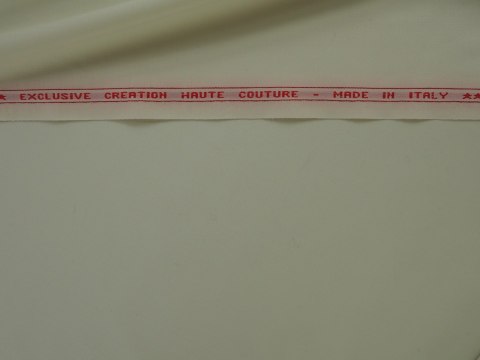 ★ EXCLUSIVE CREATION HAUTE COUTURE - MADE IN ITALY ★★